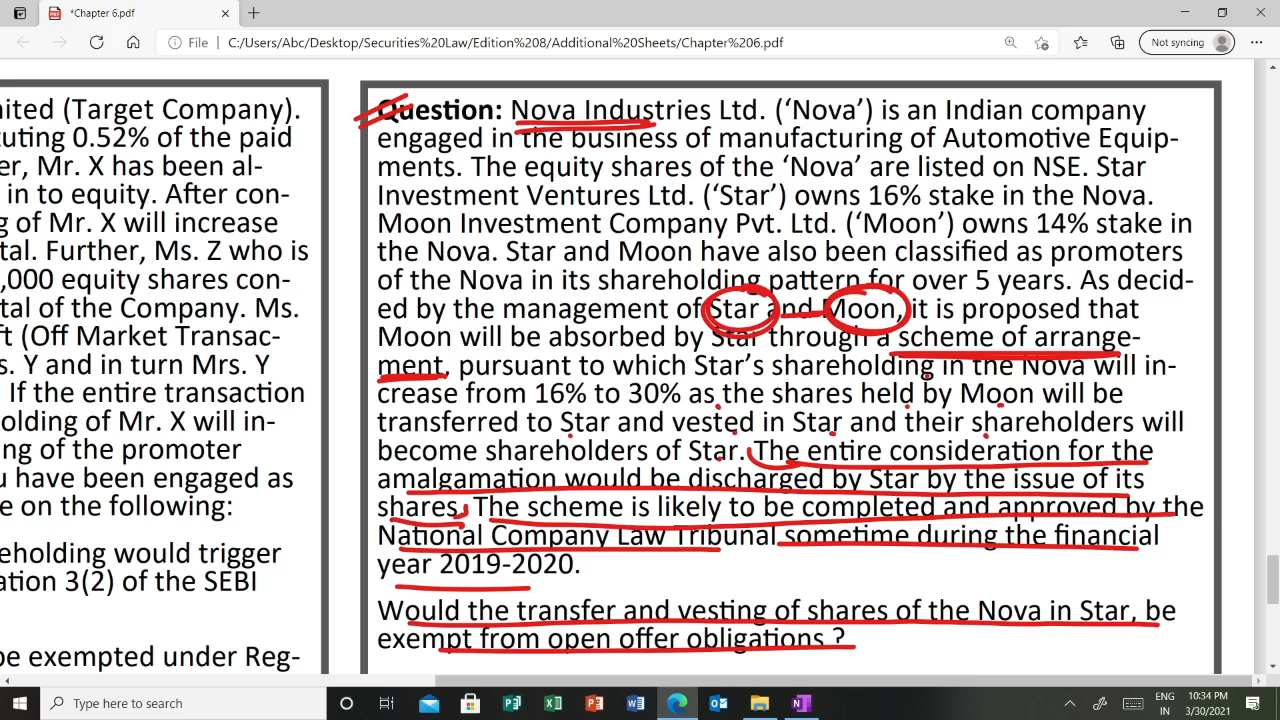 *Chapter 6.pdf
Not syncing
File | C:/Users/Abc/Desktop/Securities%20Law/Edition%208/Additional%20Sheets/Chapter%206.pdf
nited (Target Company).
uting 0.52% of the paid
er, Mr. X has been al-
in to equity. After con-
g of Mr. X will increase
tal. Further, Ms. Z who is
,000 equity shares con-
tal of the Company. Ms.
ft (Off Market Transac-
s. Y and in turn Mrs. Y
. If the entire transaction
olding of Mr. X will in-
ng of the promoter
u have been engaged as
e on the following:
eholding would trigger
ation 3(2) of the SEBI
be exempted under Reg-
Question: Nova Industries Ltd. (‘Nova’) is an Indian company
engaged in the business of manufacturing of Automotive Equip-
ments. The equity shares of the ‘Nova’ are listed on NSE. Star
Investment Ventures Ltd. (‘Star’) owns 16% stake in the Nova.
Moon Investment Company Pvt. Ltd. (‘Moon’) owns 14% stake in
the Nova. Star and Moon have also been classified as promoters
of the Nova in its shareholding pattern for over 5 years. As decid-
ed by the management of Star and Moon, it is proposed that
Moon will be absorbed by Star through a scheme of arrange-
ment, pursuant to which Star’s shareholding in the Nova will in-
crease from 16% to 30% as the shares held by Moon will be
transferred to Star and vested in Star and their shareholders will
become shareholders of Star. The entire consideration for the
amalgamation would be discharged by Star by the issue of its
shares. The scheme is likely to be completed and approved by the
National Company Law Tribunal sometime during the financial
year 2019-2020.
Would the transfer and vesting of shares of the Nova in Star, be
exempt from open offer obligations ?
Type here to search
ENG
IN
10:34 PM
3/30/2021